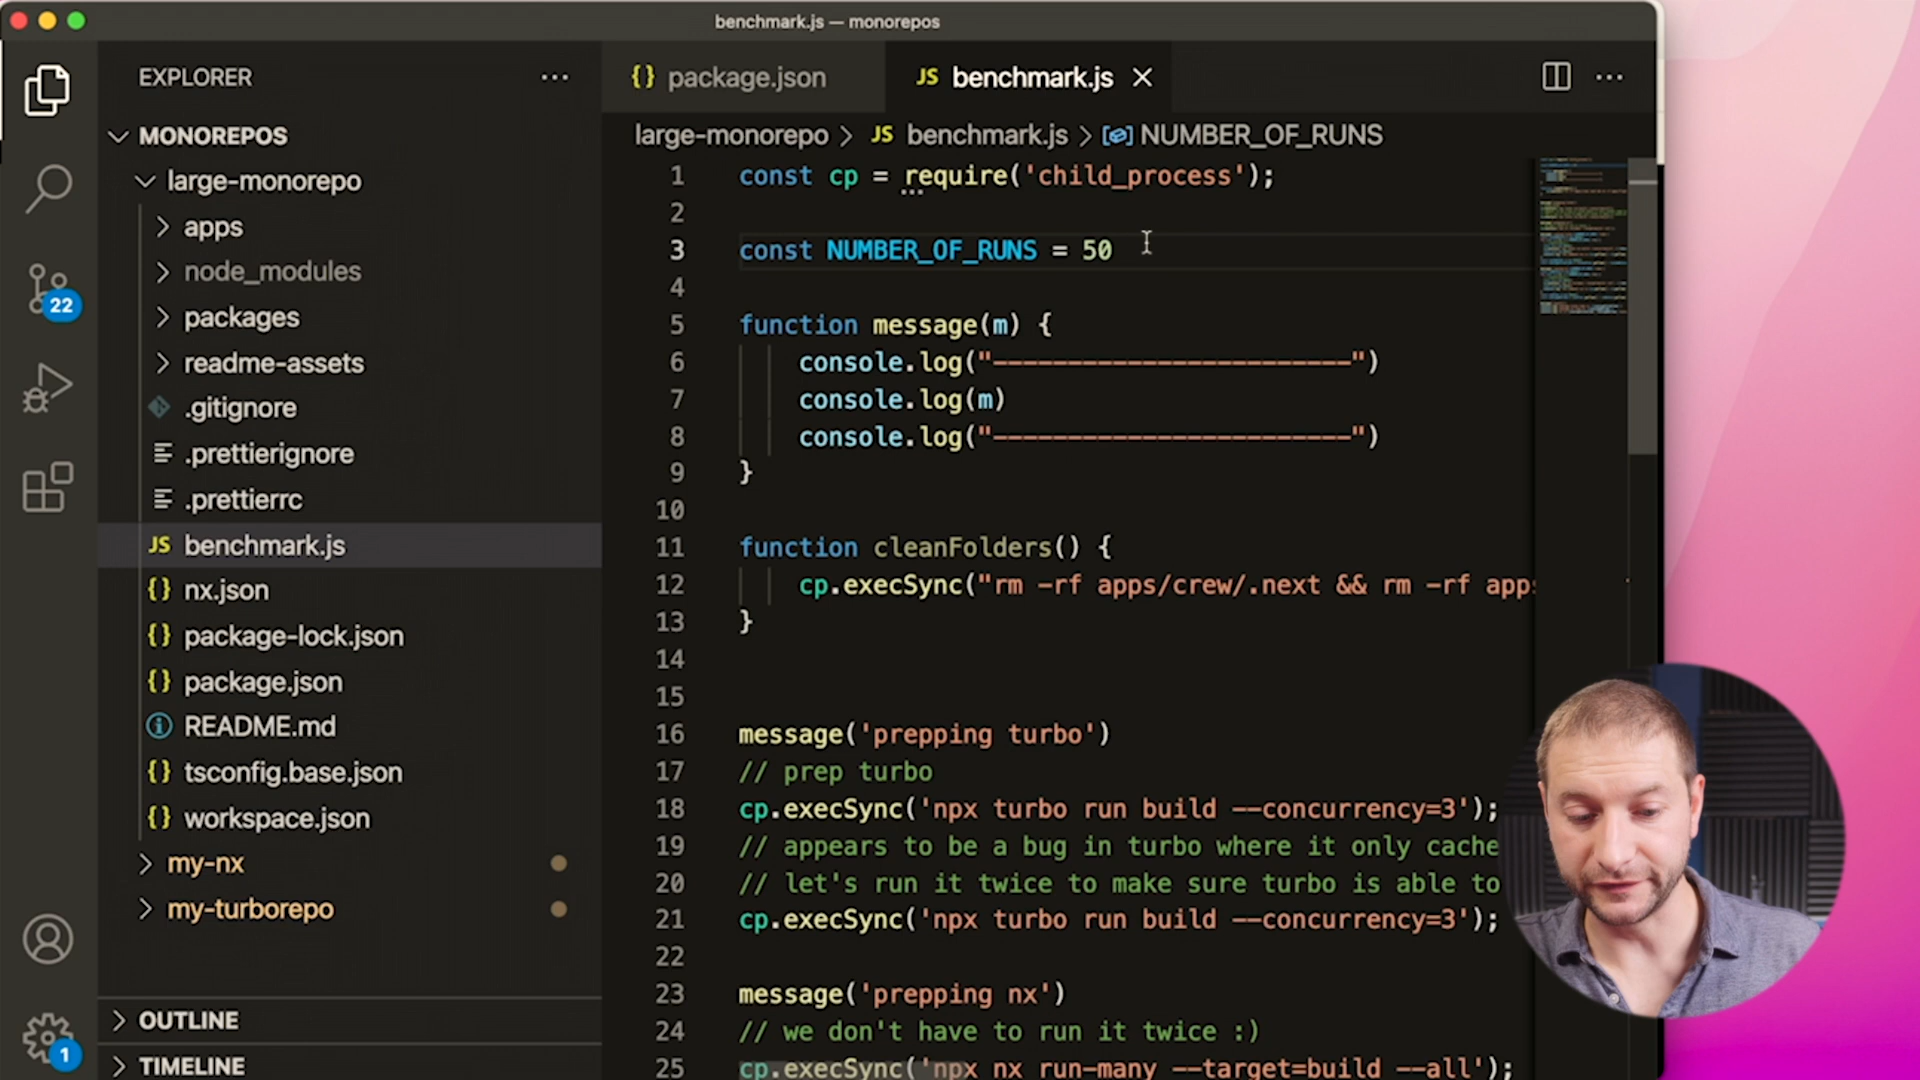 benchmark.js — monorepos
EXPLORER
MONOREPOS
large-monorepo
apps
node_modules
packages
readme-assets
.gitignore
.prettierignore
.prettierrc
JS benchmark.js
{} nx.json
{} package-lock.json
{} package.json
README.md
{} tsconfig.base.json
{} workspace.json
my-nx
my-turborepo
OUTLINE
TIMELINE
22
1
{} package.json
JS benchmark.js
large-monorepo > JS benchmark.js > NUMBER_OF_RUNS
1 const cp = require('child_process');
2
3 const NUMBER_OF_RUNS = 50
4
5 function message(m) {
6 console.log("————————————————————————")
7 console.log(m)
8 console.log("————————————————————————")
9 }
10
11 function cleanFolders() {
12 cp.execSync("rm -rf apps/crew/.next && rm -rf apps
13 }
14
15
16 message('prepping turbo')
17 // prep turbo
18 cp.execSync('npx turbo run build --concurrency=3');
19 // appears to be a bug in turbo where it only cache
20 // let's run it twice to make sure turbo is able to
21 cp.execSync('npx turbo run build --concurrency=3');
22
23 message('prepping nx')
24 // we don't have to run it twice :)
25 cp.execSync('npx nx run-many --target=build --all');